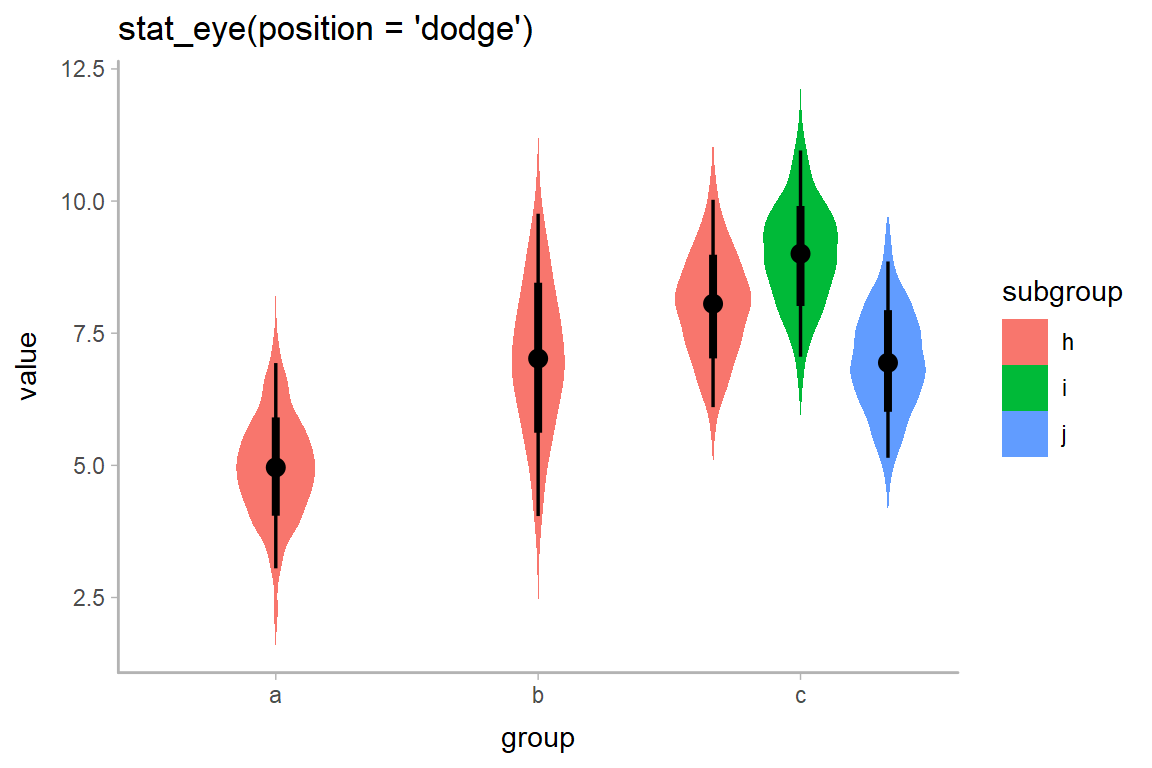 stat_eye(position = 'dodge')
12.5
10.0
7.5
5.0
2.5
value
a
b
c
group
subgroup
h
i
j